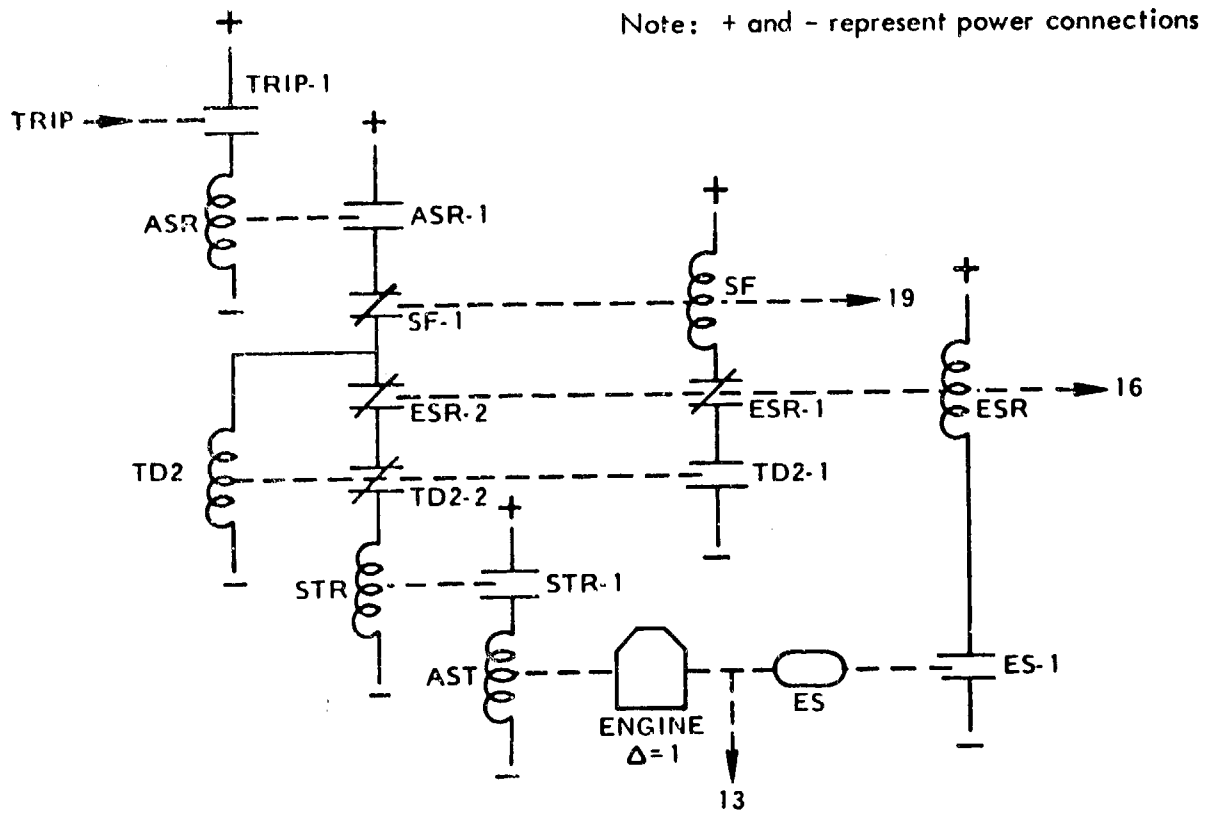 Note: + and - represent power connections
+
TRIP-1
TRIP
+
ASR
ASR-1
-
+
SF
19
SF-1
+
ESR-2
ESR-1
ESR
16
TD2
TD2-2
TD2-1
+
-
-
STR
STR-1
-
AST
ENGINE
Δ=1
ES
ES-1
-
-
13